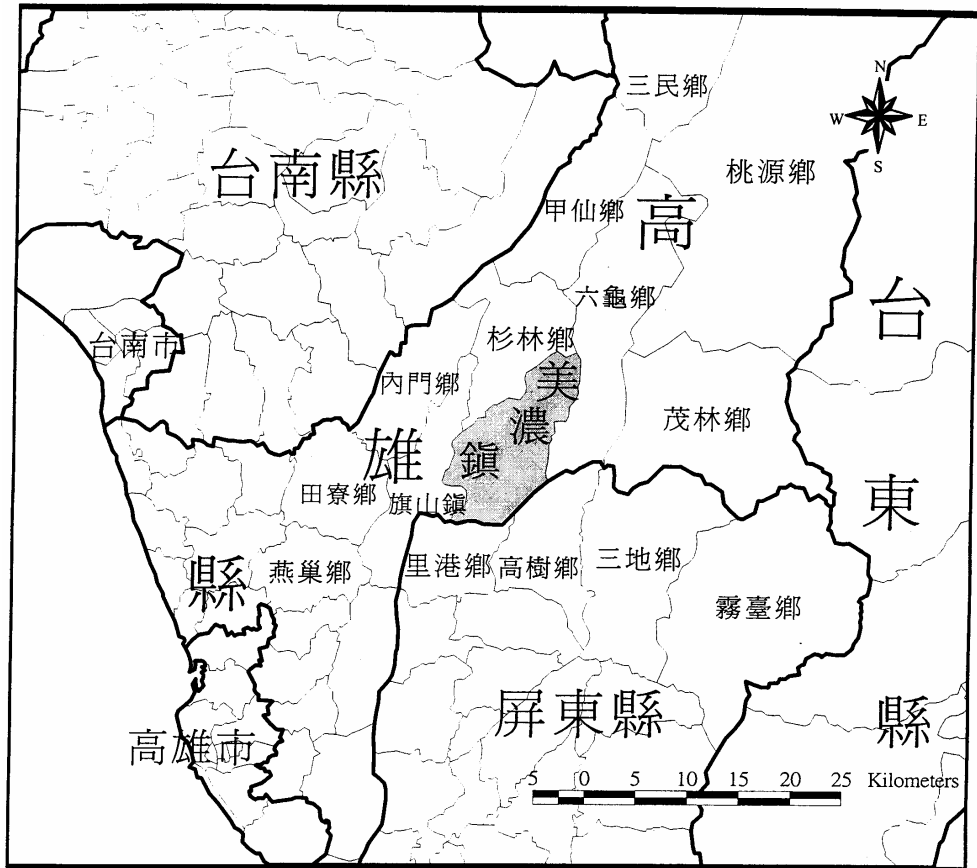 三民鄉
N
W
E
S
桃源鄉
台南縣
甲仙鄉
高
六龜鄉
台
杉林鄉
台南市
美
內門鄉
濃
茂林鄉
雄
鎮
田寮鄉
旗山鎮
東
里港鄉
高樹鄉
三地鄉
燕巢鄉
縣
霧臺鄉
屏東縣
縣
高雄市
5 0 5 10 15 20 25 Kilometers